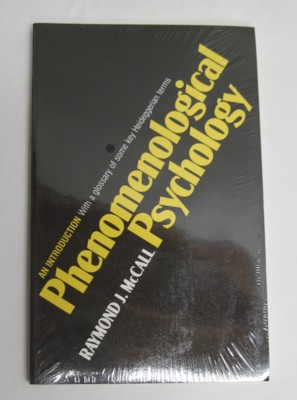 AN INTRODUCTION With a glossary of some key Heideggerian terms
Phenomenological
Psychology
RAYMOND J. McCALL